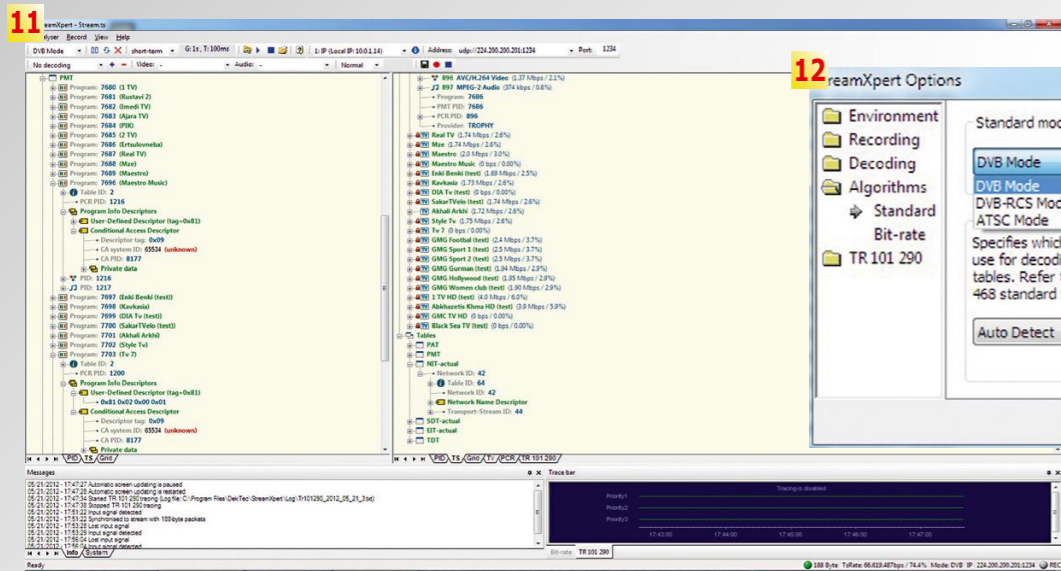 11
eamXpert - Stream.ts
alyser Record View Help
DVB Mode short-term G:1s, T:100ms 1: IP (Local IP: 10.0.1.14) Address: udp://224.200.200.201:1234 Port: 1234
No decoding Video: - Audio: - Normal
PMT
Program: 7680 (1 TV)
Program: 7681 (Rustavi 2)
Program: 7682 (Imedi TV)
Program: 7683 (Ajara TV)
Program: 7684 (PIK)
Program: 7685 (2 TV)
Program: 7686 (Ertsulovneba)
Program: 7687 (Real TV)
Program: 7688 (Mze)
Program: 7689 (Maestro)
Program: 7696 (Maestro Music)
Table ID: 2
PCR PID: 1216
Program Info Descriptors
User-Defined Descriptor (tag=0x81)
Conditional Access Descriptor
Descriptor tag: 0x09
CA system ID: 65534 (unknown)
CA PID: 8177
Private data
PID: 1216
PID: 1217
Program: 7697 (Enki Benki (test))
Program: 7698 (Kavkasia)
Program: 7699 (DIA Tv (test))
Program: 7700 (SakarTVelo (test))
Program: 7701 (Akhali Arkhi)
Program: 7702 (Style Tv)
Program: 7703 (Tv 7)
Table ID: 2
PCR PID: 1200
Program Info Descriptors
User-Defined Descriptor (tag=0x81)
0x81 0x02 0x00 0x01
Conditional Access Descriptor
Descriptor tag: 0x09
CA system ID: 65534 (unknown)
CA PID: 8177
Private data
PID TS Grid
896 AVC/H.264 Video (1.37 Mbps / 2.1%)
897 MPEG-2 Audio (374 kbps / 0.6%)
Program: 7686
PMT PID: 7686
PCR PID: 896
Provider: TROPHY
Real TV (1.74 Mbps / 2.6%)
Mze (1.74 Mbps / 2.6%)
Maestro (2.0 Mbps / 3.0%)
Maestro Music (0 bps / 0.00%)
Enki Benki (test) (1.69 Mbps / 2.5%)
Kavkasia (1.73 Mbps / 2.6%)
DIA Tv (test) (0 bps / 0.00%)
SakarTVelo (test) (1.74 Mbps / 2.6%)
Akhali Arkhi (1.72 Mbps / 2.6%)
Style Tv (1.75 Mbps / 2.6%)
Tv 7 (0 bps / 0.00%)
GMG Football (test) (2.4 Mbps / 3.7%)
GMG Sport 1 (test) (2.5 Mbps / 3.7%)
GMG Sport 2 (test) (2.5 Mbps / 3.7%)
GMG Gurman (test) (1.94 Mbps / 2.9%)
GMG Hollywood (test) (1.95 Mbps / 2.9%)
GMG Women club (test) (1.90 Mbps / 2.9%)
1 TV HD (test) (4.0 Mbps / 6.0%)
Abkhazetis Khma HD (test) (3.9 Mbps / 5.9%)
GMC TV HD (0 bps / 0.00%)
Black Sea TV (test) (0 bps / 0.00%)
Tables
PAT
PMT
NIT-actual
Network ID: 42
Table ID: 64
Network ID: 42
Network Name Descriptor
Transport-Stream ID: 44
SDT-actual
EIT-actual
TDT
PID TS Grid TV PCR TR 101 290
12
reamXpert Options
Environment
Recording
Decoding
Algorithms
Standard
Bit-rate
TR 101 290
Standard mod
DVB Mode
DVB Mode
DVB-RCS Mod
ATSC Mode
Specifies which
use for decodi
tables. Refer
468 standard
Auto Detect
Messages
05/21/2012 - 17:47:27 Automatic screen updating is paused
05/21/2012 - 17:47:28 Automatic screen updating is restarted
05/21/2012 - 17:47:34 Started TR 101 290 tracing (Log file: C:\Program Files\DekTec\StreamXpert\Log\Tr101290_2012_05_21_3.txt)
05/21/2012 - 17:47:38 Stopped TR 101 290 tracing
05/21/2012 - 17:51:22 Input signal detected
05/21/2012 - 17:51:22 Synchronised to stream with 188-byte packets
05/21/2012 - 17:53:28 Lost input signal
05/21/2012 - 17:53:29 Input signal detected
05/21/2012 - 17:56:04 Lost input signal
05/21/2012 - 17:56:04 Input signal detected
Info System
Trace bar
Tracing is disabled
Priority1
Priority2
Priority3
17:43:00 17:44:00 17:45:00 17:46:00 17:47:00
Bit-rate TR 101 290
Ready
188 Byte TsRate: 66.619.487bps / 74.4% Mode: DVB IP 224.200.200.201:1234 REC